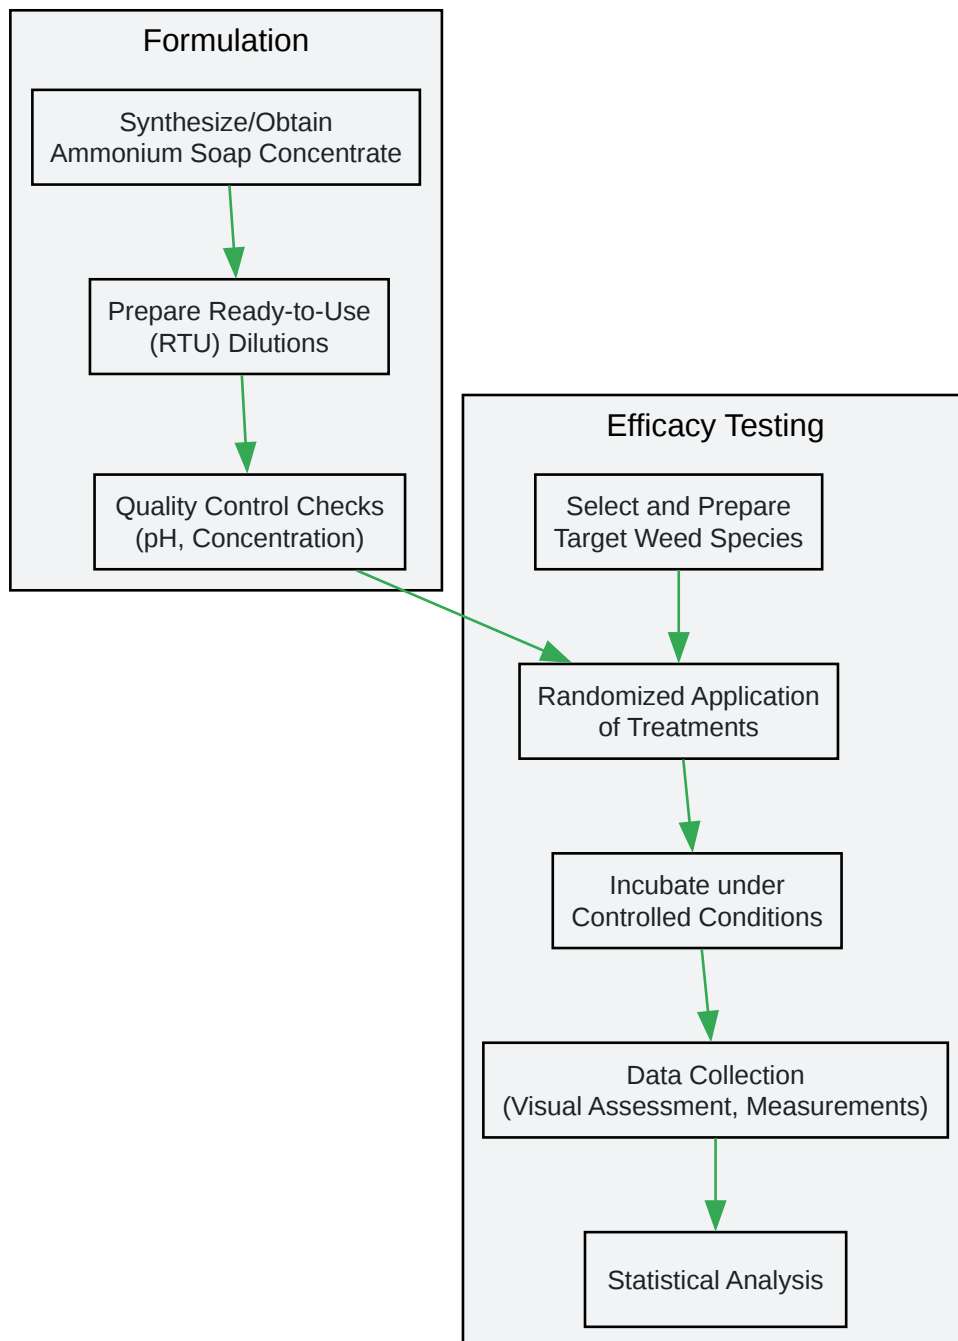 Formulation
Synthesize/Obtain
Ammonium Soap Concentrate
Prepare Ready-to-Use
(RTU) Dilutions
Quality Control Checks
(pH, Concentration)
Efficacy Testing
Select and Prepare
Target Weed Species
Randomized Application
of Treatments
Incubate under
Controlled Conditions
Data Collection
(Visual Assessment, Measurements)
Statistical Analysis